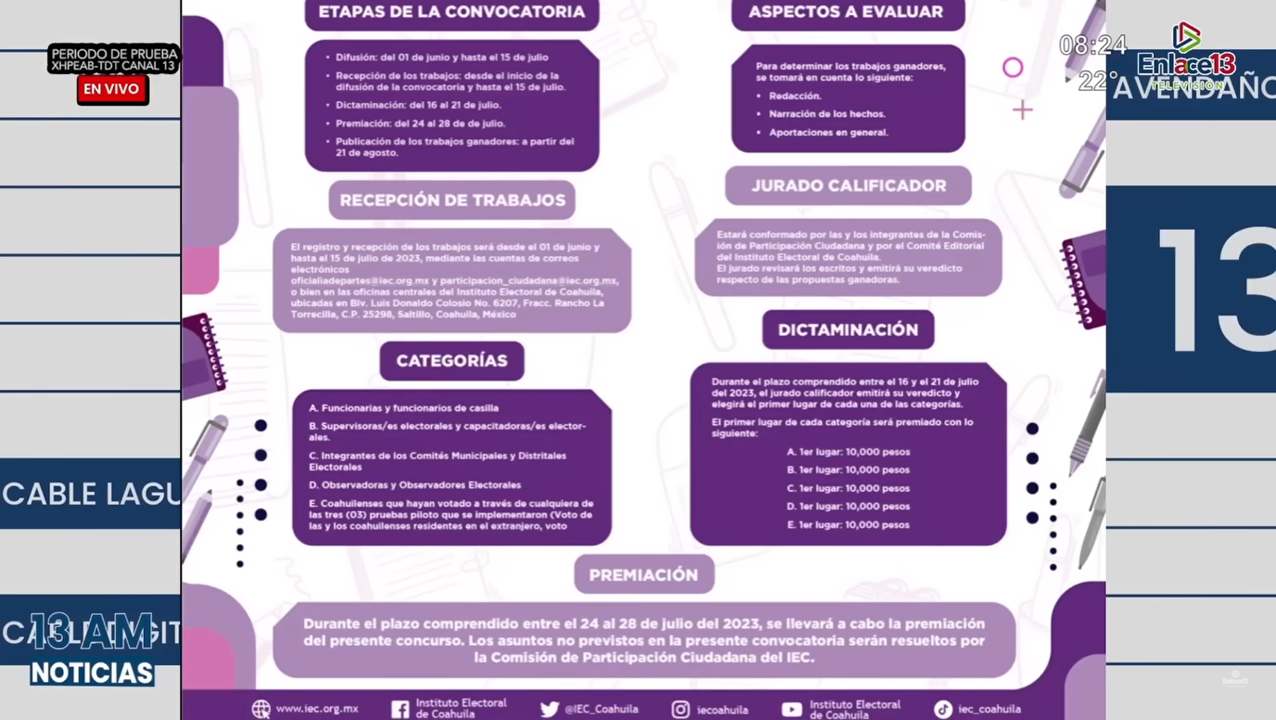 PERIODO DE PRUEBA
XHPEAB-TDT CANAL 13
EN VIVO
08:24
22°
Enlace13
TELEVISIÓN
AVENDAÑO
13
CABLE LAGU
13 AM
NOTICIAS
ETAPAS DE LA CONVOCATORIA
• Difusión: del 01 de junio y hasta el 15 de julio
• Recepción de los trabajos: desde el inicio de la
difusión de la convocatoria y hasta el 15 de julio.
• Dictaminación: del 16 al 21 de julio.
• Premiación: del 24 al 28 de de julio.
• Publicación de los trabajos ganadores: a partir del
21 de agosto.
RECEPCIÓN DE TRABAJOS
El registro y recepción de los trabajos será desde el 01 de junio y
hasta el 15 de julio de 2023, mediante las cuentas de correos
electrónicos
oficialiadepartes@iec.org.mx y participacion_ciudadana@iec.org.mx,
o bien en las oficinas centrales del Instituto Electoral de Coahuila,
ubicadas en Blv. Luis Donaldo Colosio No. 6207, Fracc. Rancho La
Torrecilla, C.P. 25298, Saltillo, Coahuila, México
CATEGORÍAS
A. Funcionarias y funcionarios de casilla
B. Supervisoras/es electorales y capacitadoras/es elector-
ales.
C. Integrantes de los Comités Municipales y Distritales
Electorales
D. Observadoras y Observadores Electorales
E. Coahuilenses que hayan votado a través de cualquiera de
las tres (03) pruebas piloto que se implementaron (Voto de
las y los coahuilenses residentes en el extranjero, voto
ASPECTOS A EVALUAR
Para determinar los trabajos ganadores,
se tomará en cuenta lo siguiente:
• Redacción.
• Narración de los hechos.
• Aportaciones en general.
JURADO CALIFICADOR
Estará conformado por las y los integrantes de la Comis-
ión de Participación Ciudadana y por el Comité Editorial
del Instituto Electoral de Coahuila.
El jurado revisará los escritos y emitirá su veredicto
respecto de las propuestas ganadoras.
DICTAMINACIÓN
Durante el plazo comprendido entre el 16 y el 21 de julio
del 2023, el jurado calificador emitirá su veredicto y
elegirá el primer lugar de cada una de las categorías.
El primer lugar de cada categoría será premiado con lo
siguiente:
A. 1er lugar: 10,000 pesos
B. 1er lugar: 10,000 pesos
C. 1er lugar: 10,000 pesos
D. 1er lugar: 10,000 pesos
E. 1er lugar: 10,000 pesos
PREMIACIÓN
Durante el plazo comprendido entre el 24 al 28 de julio del 2023, se llevará a cabo la premiación
del presente concurso. Los asuntos no previstos en la presente convocatoria serán resueltos por
la Comisión de Participación Ciudadana del IEC.
www.iec.org.mx
Instituto Electoral
de Coahuila
@IEC_Coahuila
iecoahuila
Instituto Electoral
de Coahuila
iec_coahuila
Enlace13